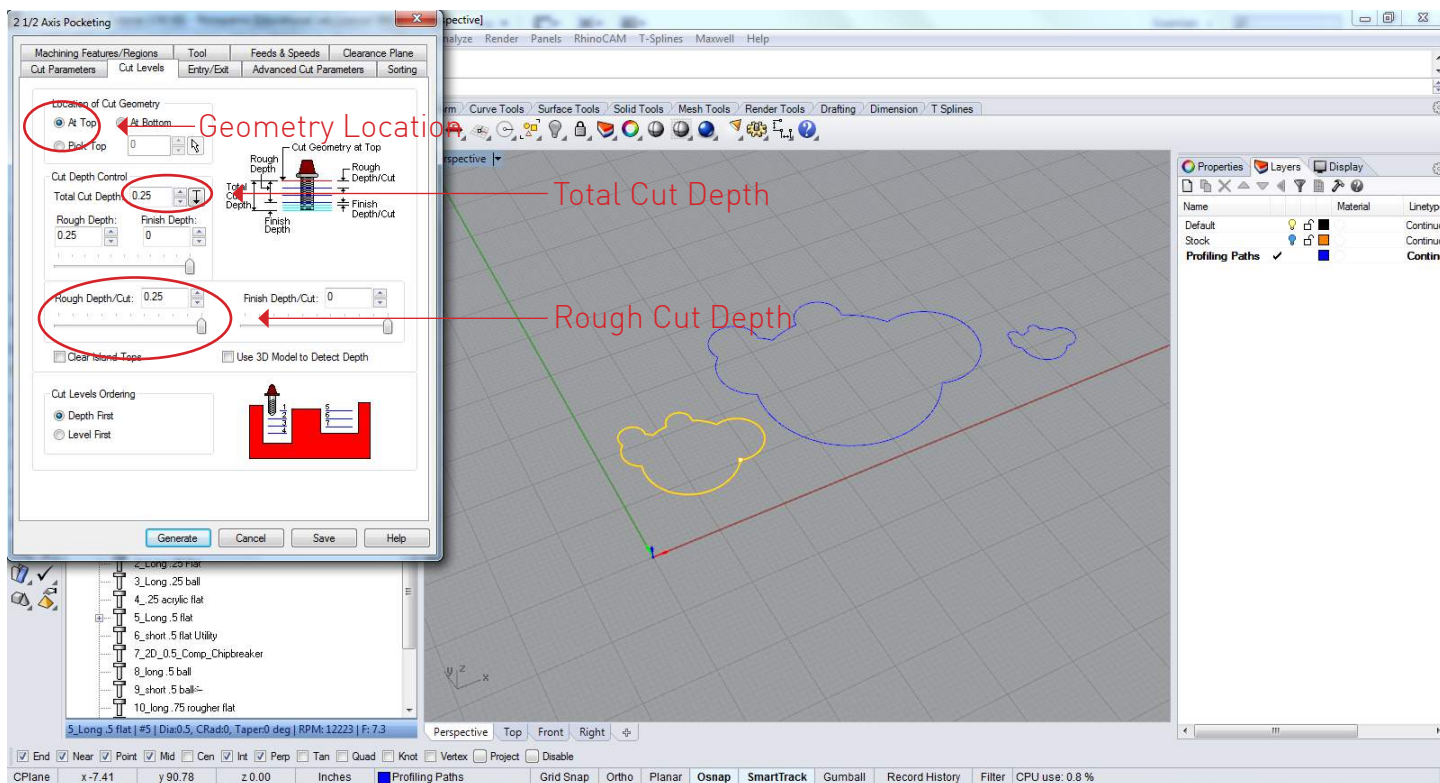 2 1/2 Axis Pocketing
Machining Features/Regions Tool Feeds & Speeds Clearance Plane
Cut Parameters Cut Levels Entry/Exit Advanced Cut Parameters Sorting
Location of Cut Geometry
At Top At Bottom
Pick Top 0
Geometry Location
Cut Depth Control
Total Cut Depth: 0.25
Rough Depth: Finish Depth:
0.25 0
Cut Geometry at Top
Rough Depth
Rough Depth/Cut
Total Cut Depth
Finish Depth/Cut
Finish Depth
Total Cut Depth
Rough Depth/Cut: 0.25 Finish Depth/Cut: 0
Rough Cut Depth
Clear Island Tops Use 3D Model to Detect Depth
Cut Levels Ordering
Depth First
Level First
1 2 3 4
5 6 7
Generate Cancel Save Help
pective]
nalyze Render Panels RhinoCAM T-Splines Maxwell Help
rm Curve Tools Surface Tools Solid Tools Mesh Tools Render Tools Drafting Dimension T Splines
rspective
y z x
Properties Layers Display
Name Material Linetyp
Default Continu
Stock Continu
Profiling Paths Contin
2_Long .25 Flat
3_Long .25 ball
4_.25 acrylic flat
5_Long .5 flat
6_short .5 flat Utility
7_2D_0.5_Comp_Chipbreaker
8_long .5 ball
9_short .5 ball
10_long .75 rougher flat
5_Long .5 flat | #5 | Dia:0.5, CRad:0, Taper:0 deg | RPM: 12223 | F: 7.3
Perspective Top Front Right
End Near Point Mid Cen Int Perp Tan Quad Knot Vertex Project Disable
CPlane x -7.41 y 90.78 z 0.00 Inches Profiling Paths Grid Snap Ortho Planar Osnap SmartTrack Gumball Record History Filter CPU use: 0.8 %